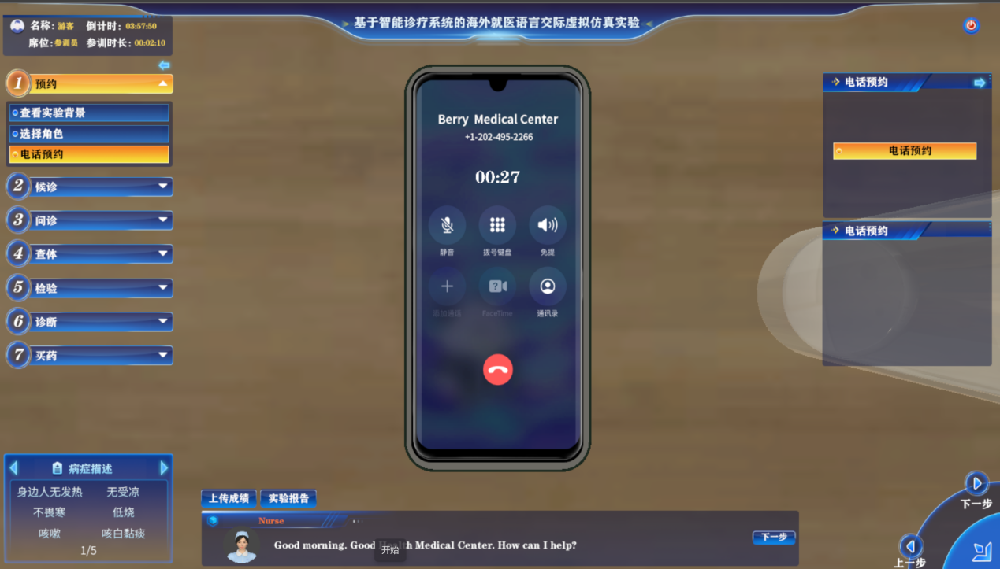 基于智能诊疗系统的海外就医语言交际虚拟仿真实验
名称: 游客 倒计时: 03:57:50
席位: 参训员 参训时长: 00:02:10
1 预约
查看实验背景
选择角色
电话预约
2 候诊
3 问诊
4 查体
5 检验
6 诊断
7 买药
Berry Medical Center
+1-202-495-2266
00:27
静音 拨号键盘 免提
添加通话 FaceTime 通讯录
电话预约
电话预约
电话预约
病症描述
身边人无发热 无受凉
不畏寒 低烧
咳嗽 咳白黏痰
1/5
上传成绩 实验报告
Nurse
Good morning. Good Health Medical Center. How can I help?
开始
下一步
下一步
上一步